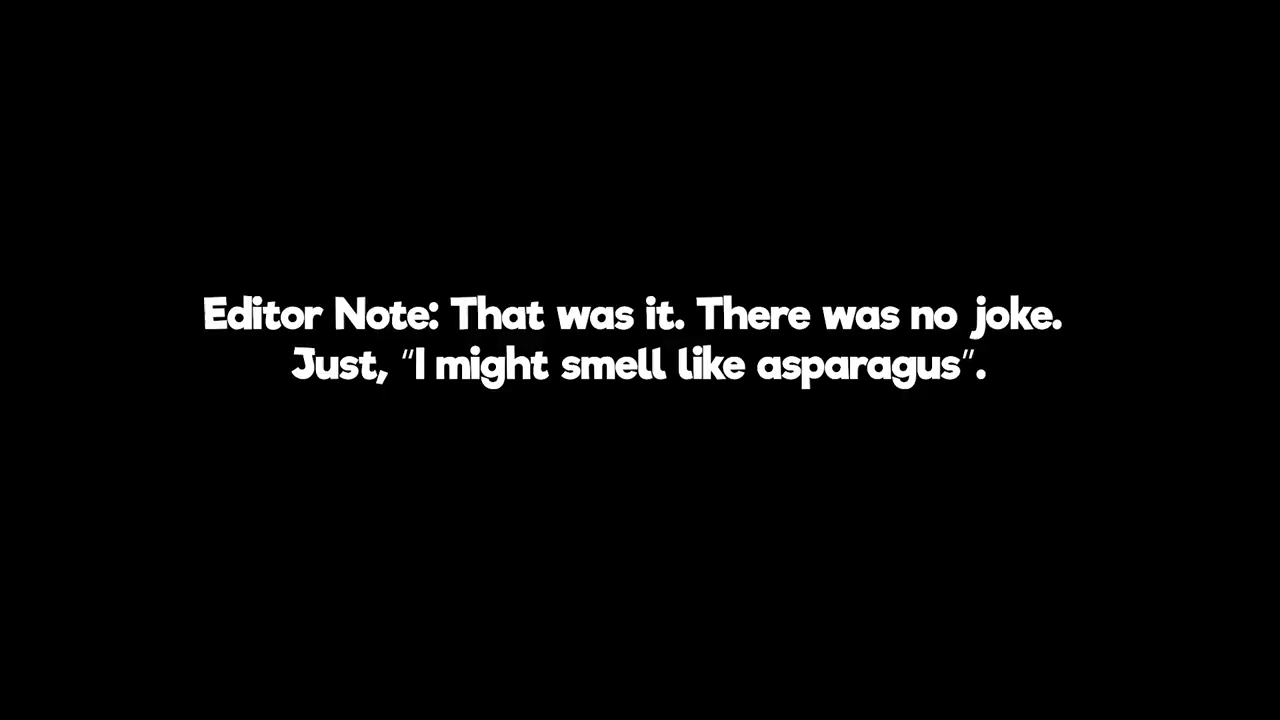 Editor Note: That was it. There was no joke.
Just, "I might smell like asparagus".